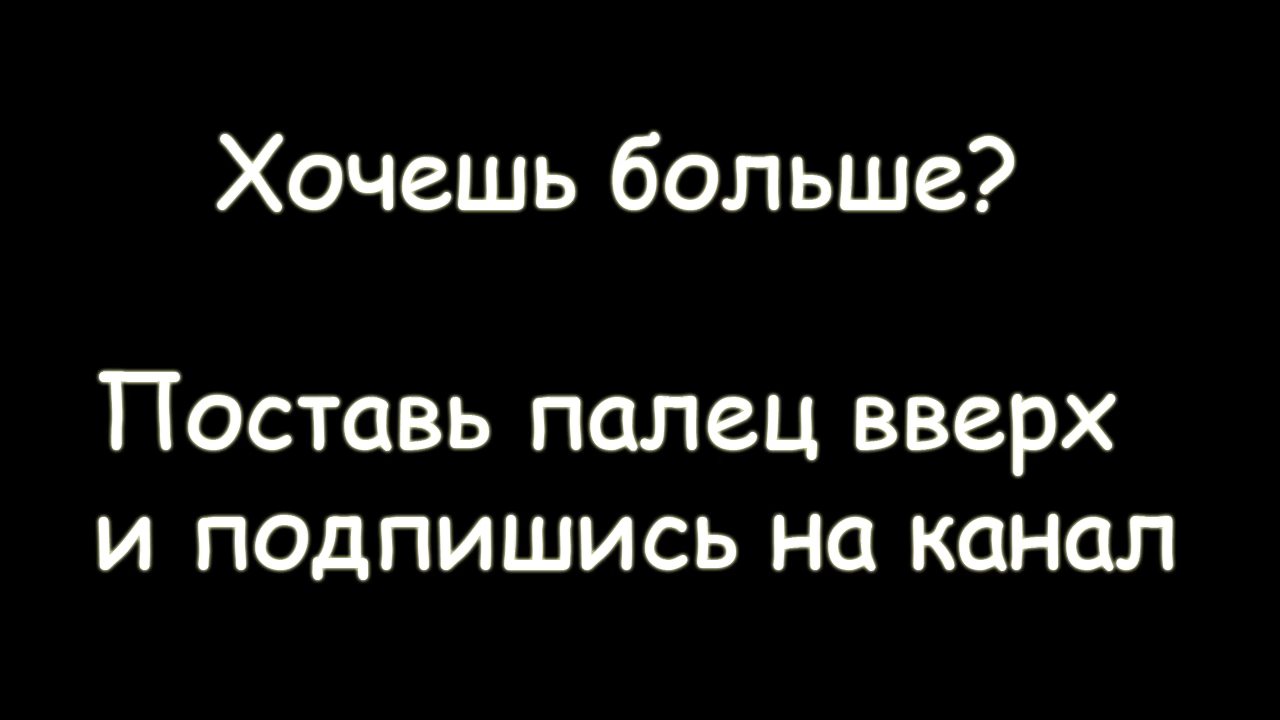 Хочешь больше?
Поставь палец вверх
и подпишись на канал